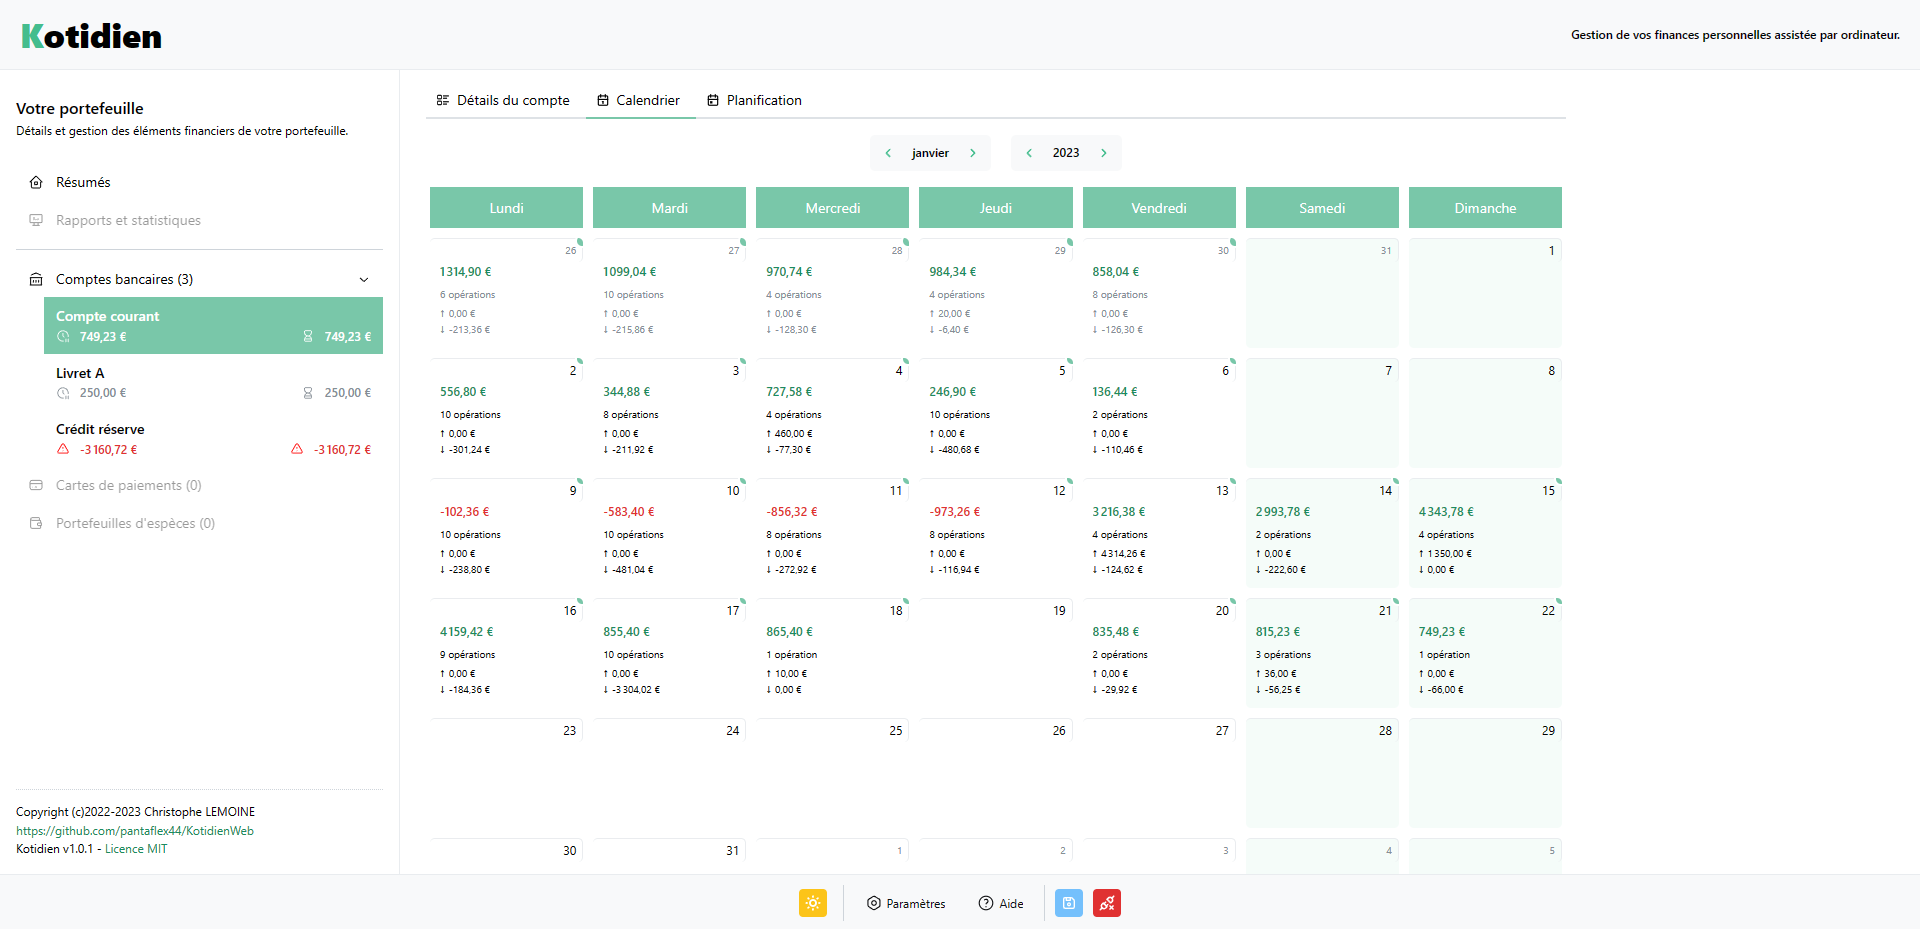 Kotidien
Gestion de vos finances personnelles assistée par ordinateur.
Votre portefeuille
Détails et gestion des éléments financiers de votre portefeuille.
Résumés
Rapports et statistiques
Comptes bancaires (3)
Compte courant
749,23 € 749,23 €
Livret A
250,00 € 250,00 €
Crédit réserve
-3 160,72 € -3 160,72 €
Cartes de paiements (0)
Portefeuilles d'espèces (0)
Copyright (c)2022-2023 Christophe LEMOINE
https://github.com/pantaflex44/KotidienWeb
Kotidien v1.0.1 - Licence MIT
Détails du compte Calendrier Planification
janvier 2023
Lundi Mardi Mercredi Jeudi Vendredi Samedi Dimanche
26 27 28 29 30 31 1
1 314,90 € 1 099,04 € 970,74 € 984,34 € 858,04 €
6 opérations 10 opérations 4 opérations 4 opérations 8 opérations
↑ 0,00 € ↑ 0,00 € ↑ 0,00 € ↑ 20,00 € ↑ 0,00 €
↓ -213,36 € ↓ -215,86 € ↓ -128,30 € ↓ -6,40 € ↓ -126,30 €
2 3 4 5 6 7 8
556,80 € 344,88 € 727,58 € 246,90 € 136,44 €
10 opérations 8 opérations 4 opérations 10 opérations 2 opérations
↑ 0,00 € ↑ 0,00 € ↑ 460,00 € ↑ 0,00 € ↑ 0,00 €
↓ -301,24 € ↓ -211,92 € ↓ -77,30 € ↓ -480,68 € ↓ -110,46 €
9 10 11 12 13 14 15
-102,36 € -583,40 € -856,32 € -973,26 € 3 216,38 € 2 993,78 € 4 343,78 €
10 opérations 10 opérations 8 opérations 8 opérations 4 opérations 2 opérations 4 opérations
↑ 0,00 € ↑ 0,00 € ↑ 0,00 € ↑ 0,00 € ↑ 4 314,26 € ↑ 0,00 € ↑ 1 350,00 €
↓ -238,80 € ↓ -481,04 € ↓ -272,92 € ↓ -116,94 € ↓ -124,62 € ↓ -222,60 € ↓ 0,00 €
16 17 18 19 20 21 22
4 159,42 € 855,40 € 865,40 € 835,48 € 815,23 € 749,23 €
9 opérations 10 opérations 1 opération 2 opérations 3 opérations 1 opération
↑ 0,00 € ↑ 0,00 € ↑ 10,00 € ↑ 0,00 € ↑ 36,00 € ↑ 0,00 €
↓ -184,36 € ↓ -3 304,02 € ↓ 0,00 € ↓ -29,92 € ↓ -56,25 € ↓ -66,00 €
23 24 25 26 27 28 29
30 31 1 2 3 4 5
Paramètres Aide